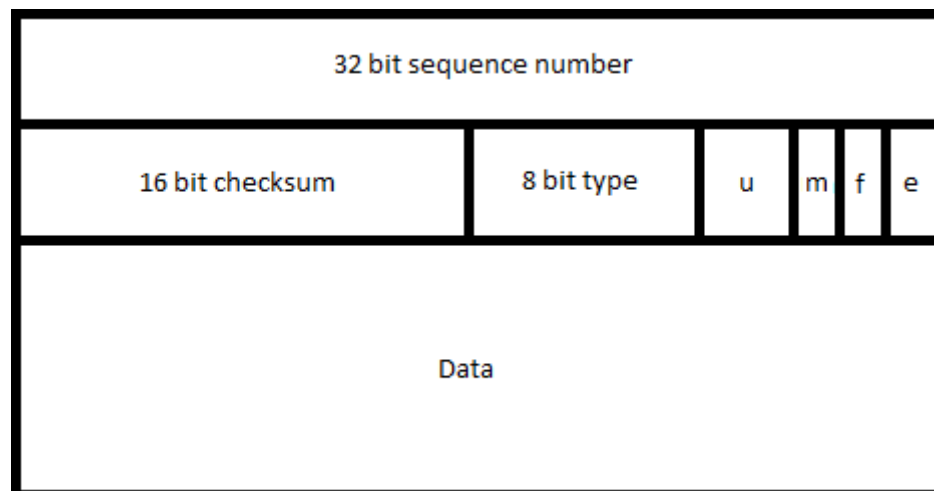 32 bit sequence number
16 bit checksum 8 bit type u m f e
Data